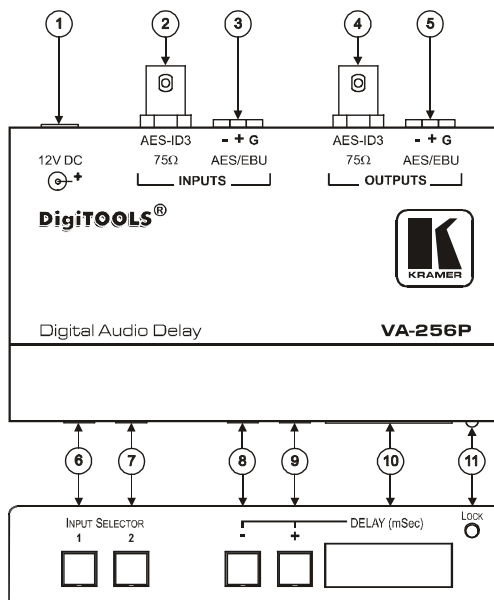 1 2 3 4 5
AES-ID3 - + G AES-ID3 - + G
12V DC 75Ω AES/EBU 75Ω AES/EBU
+ INPUTS OUTPUTS
DigiTOOLS®
K
KRAMER
Digital Audio Delay VA-256P
6 7 8 9 10 11
INPUT SELECTOR DELAY (mSec) LOCK
1 2 - +